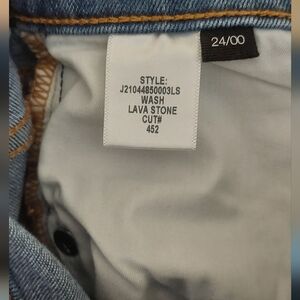 24/00
STYLE:
J21044850003LS
WASH
LAVA STONE
CUT#
452